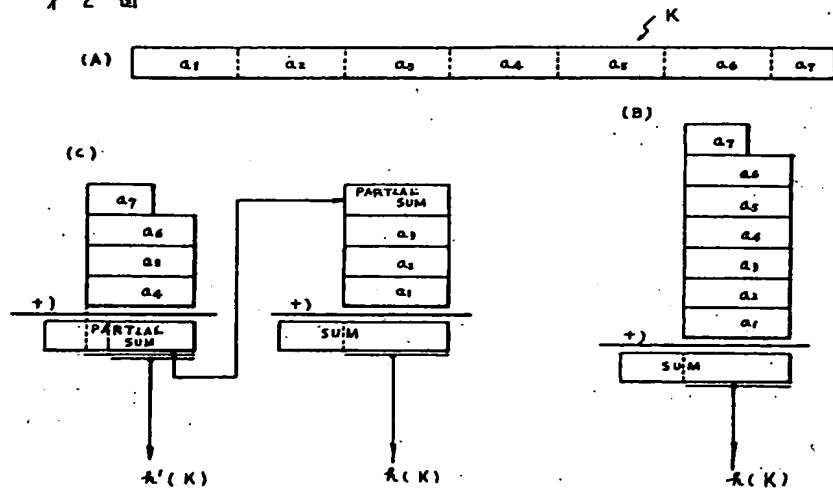 K
(A) a1 a2 a3 a4 a5 a6 a7
(B)
a7
a6
a5
a4
a3
a2
a1
+)
SUM
h(K)
(C)
a7
a6
a5
a4
+)
PARTIAL
SUM
h'(K)
PARTIAL
SUM
a3
a2
a1
+)
SUM
h(K)